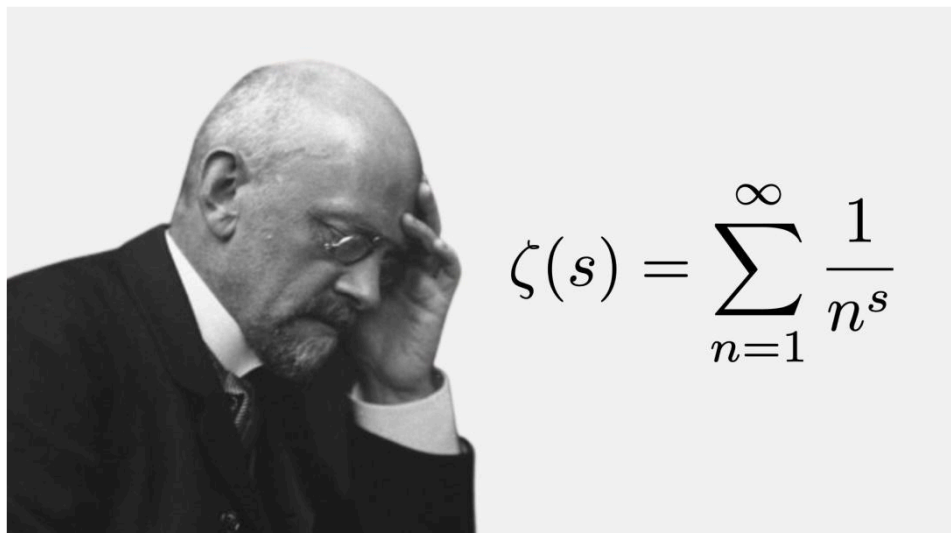 ζ(s) = ∑_{n=1}^{∞} 1/n^s